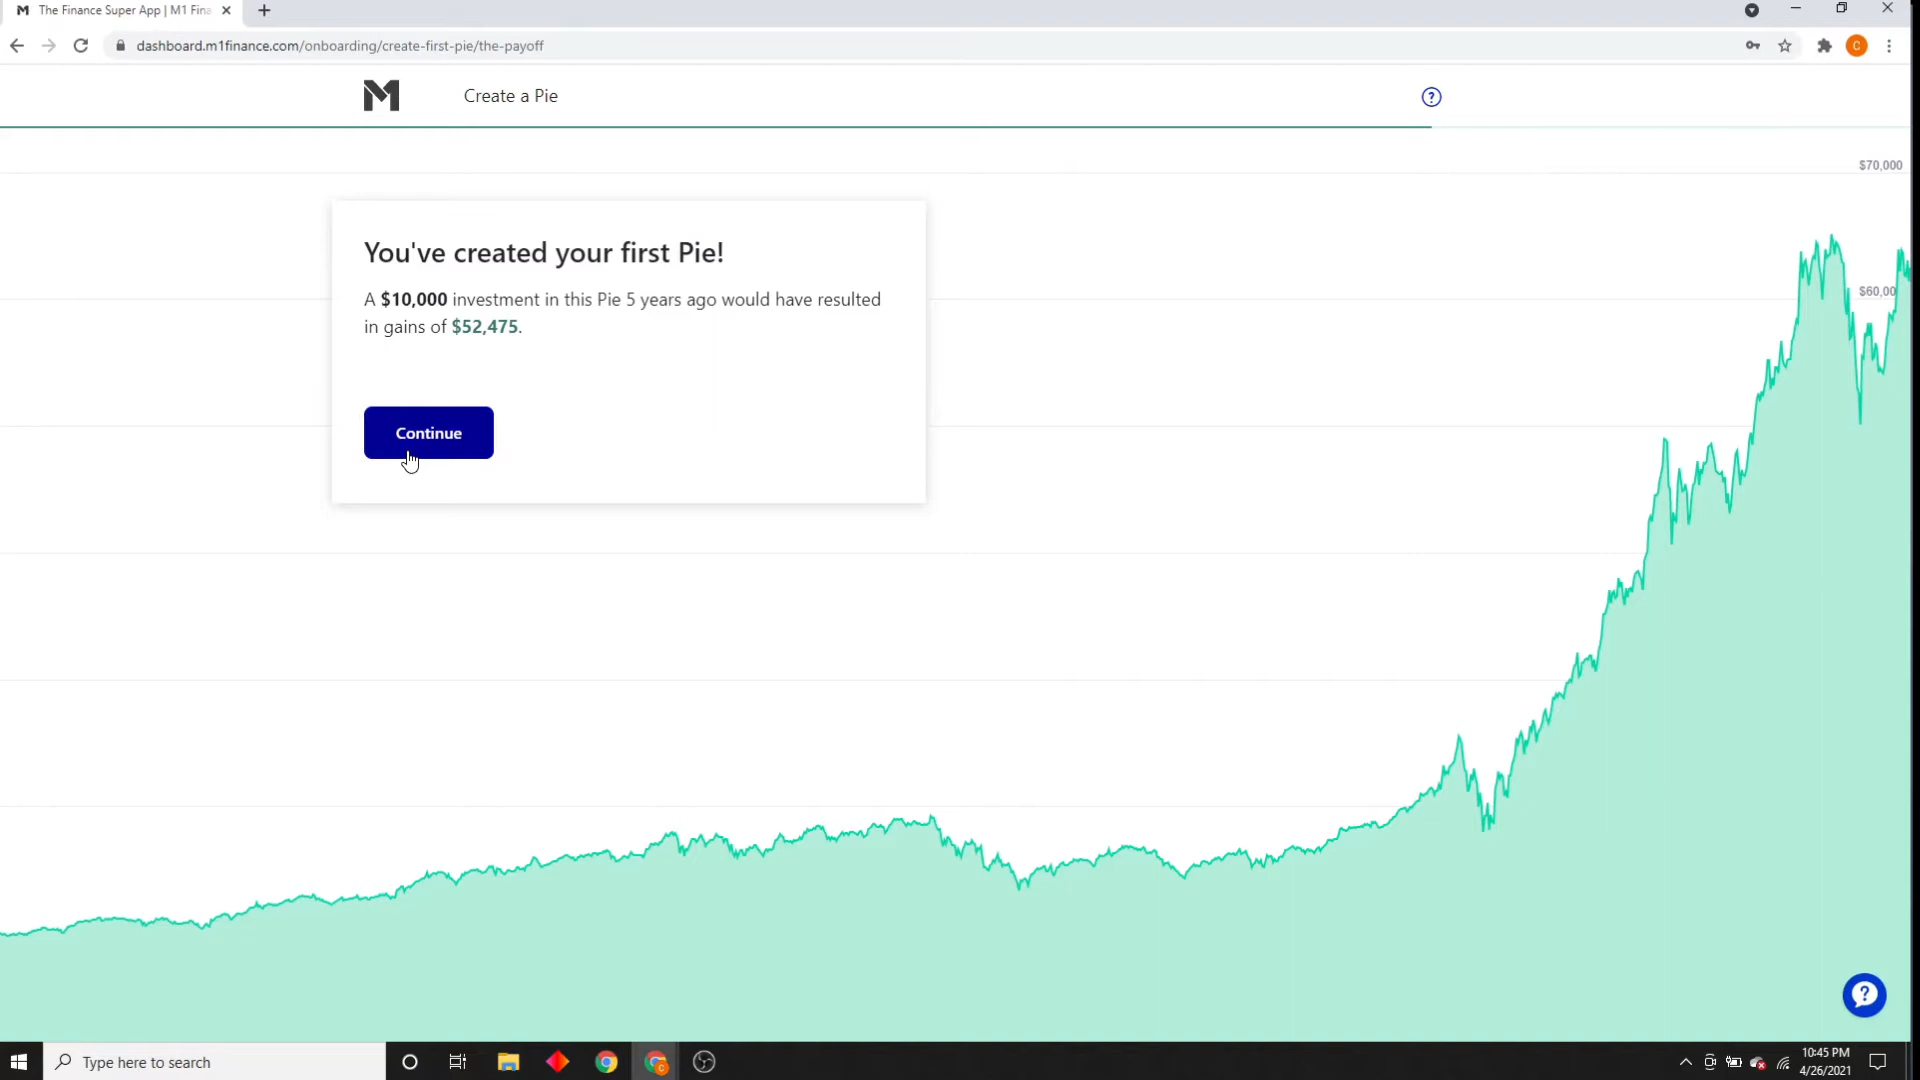 The Finance Super App | M1 Fina
dashboard.m1finance.com/onboarding/create-first-pie/the-payoff
C
Create a Pie
?
$70,000
You've created your first Pie!
A $10,000 investment in this Pie 5 years ago would have resulted
in gains of $52,475.
$60,00
Continue
?
Type here to search
C
10:45 PM
4/26/2021